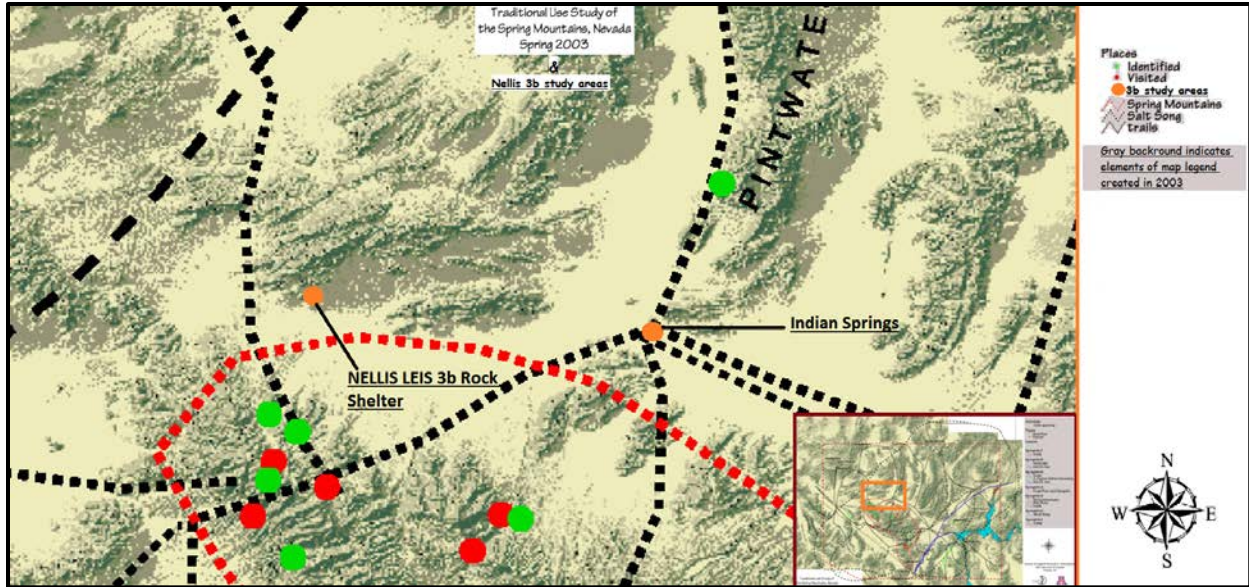 Traditional Use Study of
the Spring Mountains, Nevada
Spring 2003
&
Nellis 3b study areas
PINTWATE
Indian Springs
NELLIS LEIS 3b Rock
Shelter
Places
Identified
Visited
3b study areas
Spring Mountains
Salt Song
trails
Gray backround indicates
elements of map legend
created in 2003
N
W
E
S